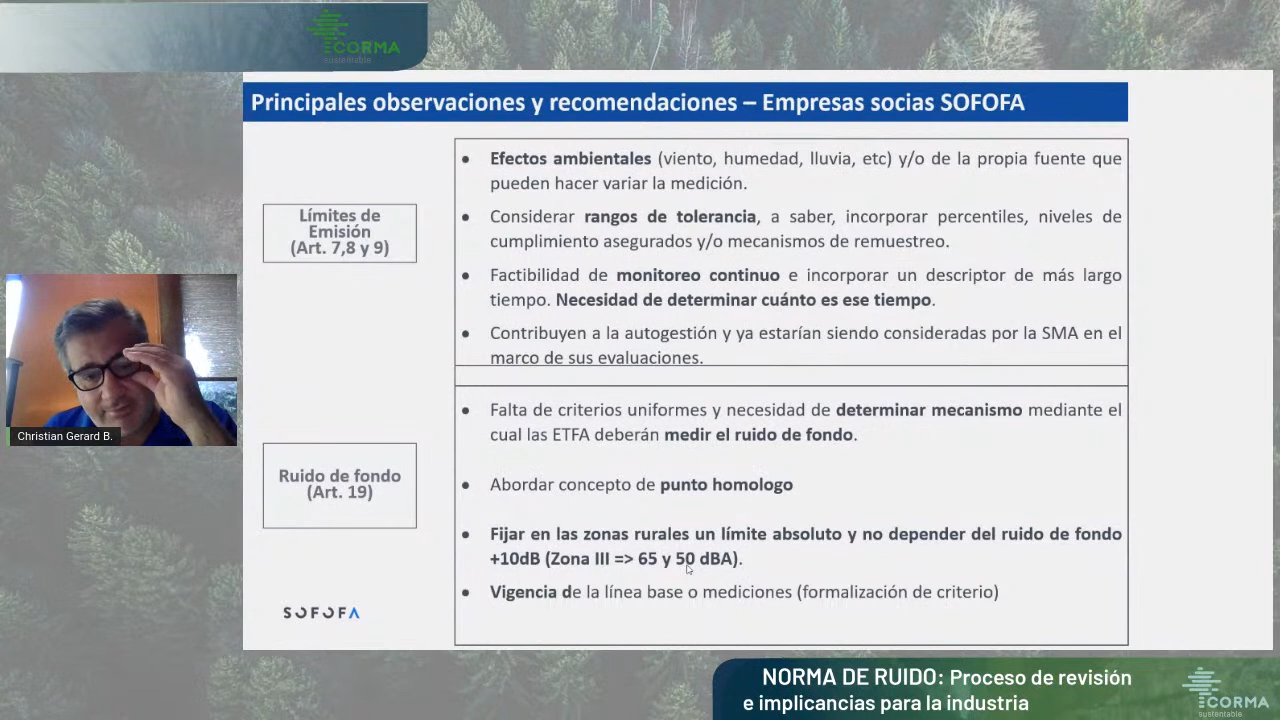 CORMA
sustentable
Principales observaciones y recomendaciones – Empresas socias SOFOFA
Límites de
Emisión
(Art. 7,8 y 9)
● Efectos ambientales (viento, humedad, lluvia, etc) y/o de la propia fuente que
pueden hacer variar la medición.
● Considerar rangos de tolerancia, a saber, incorporar percentiles, niveles de
cumplimiento asegurados y/o mecanismos de remuestreo.
● Factibilidad de monitoreo continuo e incorporar un descriptor de más largo
tiempo. Necesidad de determinar cuánto es ese tiempo.
● Contribuyen a la autogestión y ya estarían siendo consideradas por la SMA en el
marco de sus evaluaciones.
Christian Gerard B.
Ruido de fondo
(Art. 19)
● Falta de criterios uniformes y necesidad de determinar mecanismo mediante el
cual las ETFA deberán medir el ruido de fondo.
● Abordar concepto de punto homologo
● Fijar en las zonas rurales un límite absoluto y no depender del ruido de fondo
+10dB (Zona III => 65 y 50 dBA).
● Vigencia de la línea base o mediciones (formalización de criterio)
SOFOFA
NORMA DE RUIDO: Proceso de revisión
e implicancias para la industria
CORMA
sustentable